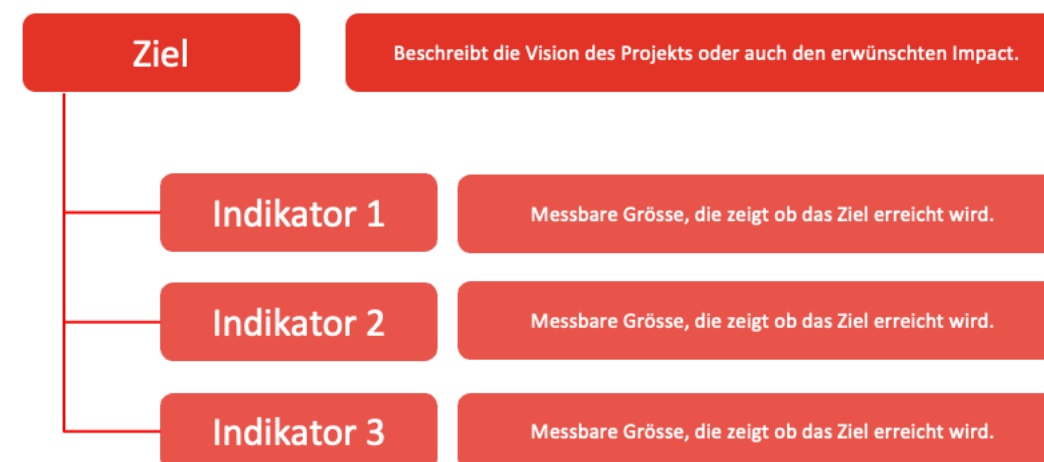 Ziel
Beschreibt die Vision des Projekts oder auch den erwünschten Impact.
Indikator 1
Messbare Grösse, die zeigt ob das Ziel erreicht wird.
Indikator 2
Messbare Grösse, die zeigt ob das Ziel erreicht wird.
Indikator 3
Messbare Grösse, die zeigt ob das Ziel erreicht wird.